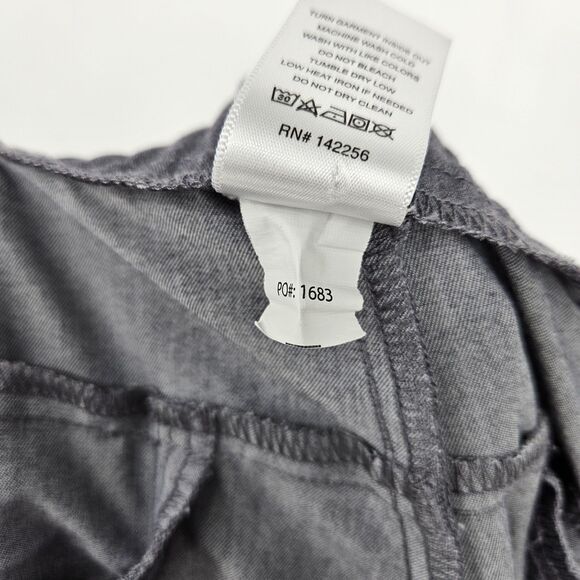 TURN GARMENT INSIDE OUT
MACHINE WASH COLD
WASH WITH LIKE COLORS
DO NOT BLEACH
TUMBLE DRY LOW
LOW HEAT IRON IF NEEDED
DO NOT DRY CLEAN
30
RN# 142256
PO#: 1683